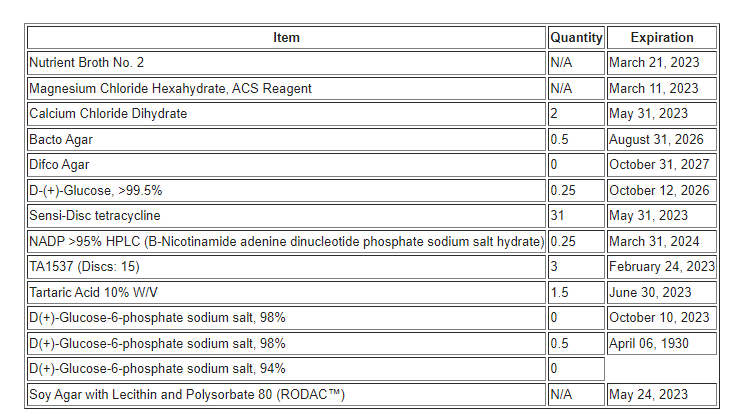 Item Quantity Expiration
Nutrient Broth No. 2 N/A March 21, 2023
Magnesium Chloride Hexahydrate, ACS Reagent N/A March 11, 2023
Calcium Chloride Dihydrate 2 May 31, 2023
Bacto Agar 0.5 August 31, 2026
Difco Agar 0 October 31, 2027
D-(+)-Glucose, >99.5% 0.25 October 12, 2026
Sensi-Disc tetracycline 31 May 31, 2023
NADP >95% HPLC (B-Nicotinamide adenine dinucleotide phosphate sodium salt hydrate) 0.25 March 31, 2024
TA1537 (Discs: 15) 3 February 24, 2023
Tartaric Acid 10% W/V 1.5 June 30, 2023
D(+)-Glucose-6-phosphate sodium salt, 98% 0 October 10, 2023
D(+)-Glucose-6-phosphate sodium salt, 98% 0.5 April 06, 1930
D(+)-Glucose-6-phosphate sodium salt, 94% 0
Soy Agar with Lecithin and Polysorbate 80 (RODAC™) N/A May 24, 2023